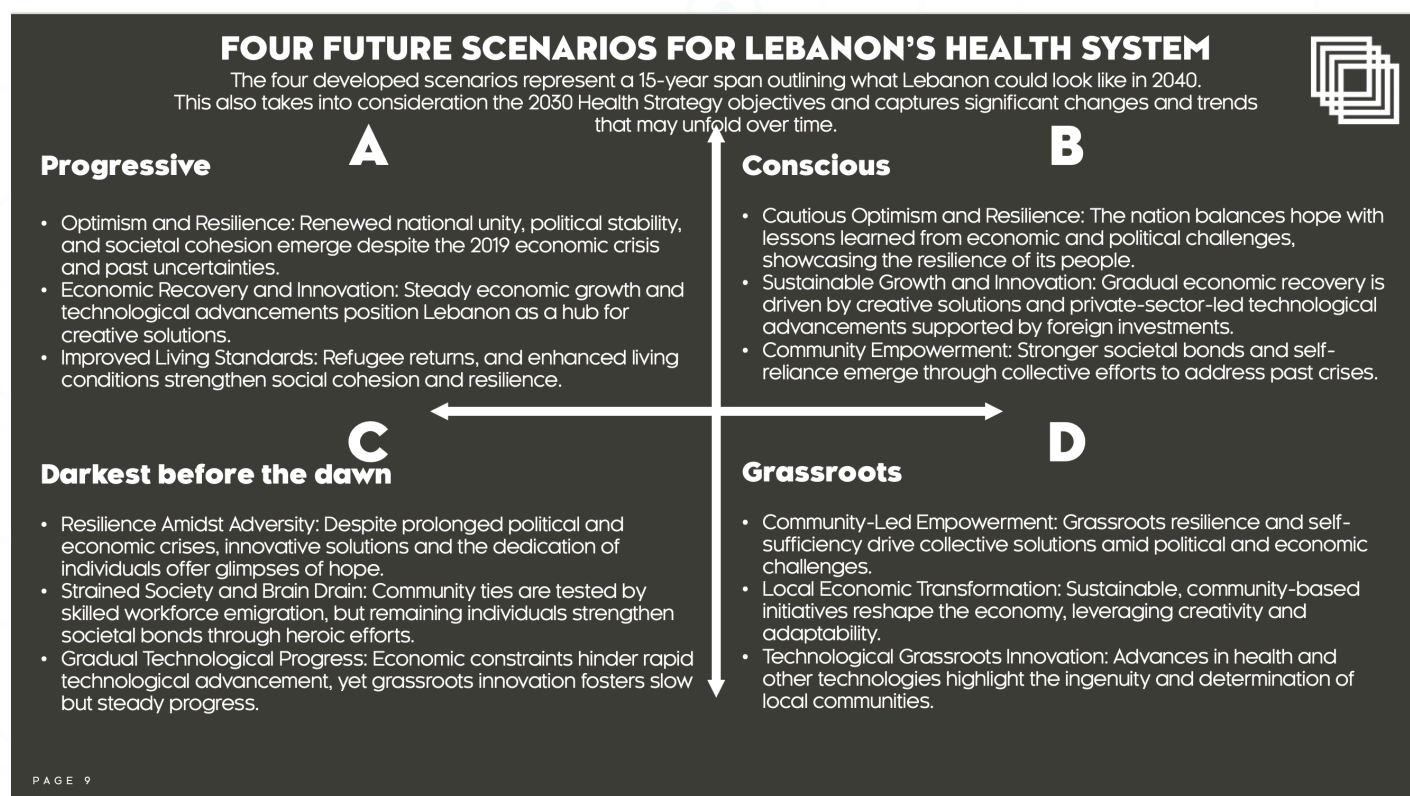 FOUR FUTURE SCENARIOS FOR LEBANON'S HEALTH SYSTEM
The four developed scenarios represent a 15-year span outlining what Lebanon could look like in 2040.
This also takes into consideration the 2030 Health Strategy objectives and captures significant changes and trends
that may unfold over time.
A
Progressive
• Optimism and Resilience: Renewed national unity, political stability,
and societal cohesion emerge despite the 2019 economic crisis
and past uncertainties.
• Economic Recovery and Innovation: Steady economic growth and
technological advancements position Lebanon as a hub for
creative solutions.
• Improved Living Standards: Refugee returns, and enhanced living
conditions strengthen social cohesion and resilience.
B
Conscious
• Cautious Optimism and Resilience: The nation balances hope with
lessons learned from economic and political challenges,
showcasing the resilience of its people.
• Sustainable Growth and Innovation: Gradual economic recovery is
driven by creative solutions and private-sector-led technological
advancements supported by foreign investments.
• Community Empowerment: Stronger societal bonds and self-
reliance emerge through collective efforts to address past crises.
C
Darkest before the dawn
• Resilience Amidst Adversity: Despite prolonged political and
economic crises, innovative solutions and the dedication of
individuals offer glimpses of hope.
• Strained Society and Brain Drain: Community ties are tested by
skilled workforce emigration, but remaining individuals strengthen
societal bonds through heroic efforts.
• Gradual Technological Progress: Economic constraints hinder rapid
technological advancement, yet grassroots innovation fosters slow
but steady progress.
D
Grassroots
• Community-Led Empowerment: Grassroots resilience and self-
sufficiency drive collective solutions amid political and economic
challenges.
• Local Economic Transformation: Sustainable, community-based
initiatives reshape the economy, leveraging creativity and
adaptability.
• Technological Grassroots Innovation: Advances in health and
other technologies highlight the ingenuity and determination of
local communities.
PAGE 9